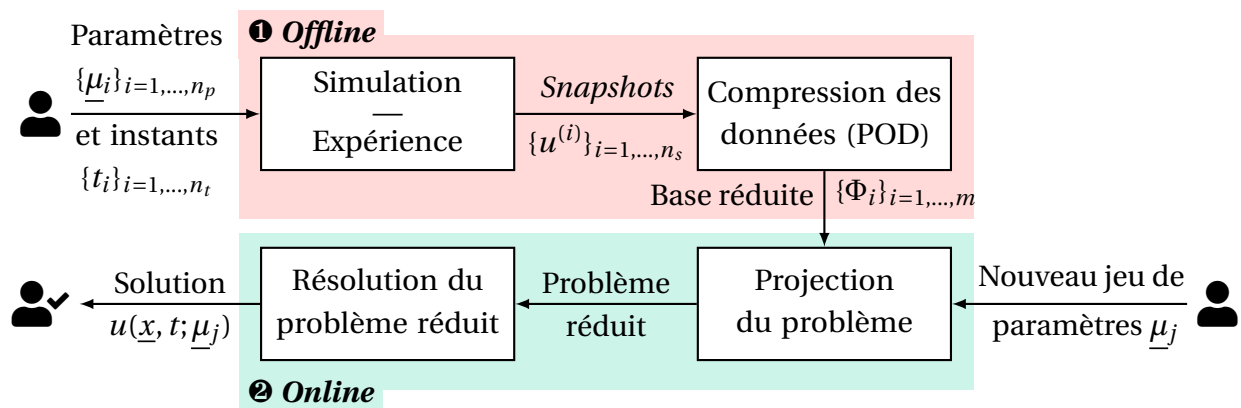 Paramètres
{μ_i}_{i=1,...,n_p}
et instants
{t_i}_{i=1,...,n_t}
❶ Offline
Simulation
—
Expérience
Snapshots
{u^{(i)}}_{i=1,...,n_s}
Compression des
données (POD)
Base réduite {Φ_i}_{i=1,...,m}
Nouveau jeu de
paramètres μ_j
Projection
du problème
Problème
réduit
Résolution du
problème réduit
Solution
u(x, t; μ_j)
❷ Online